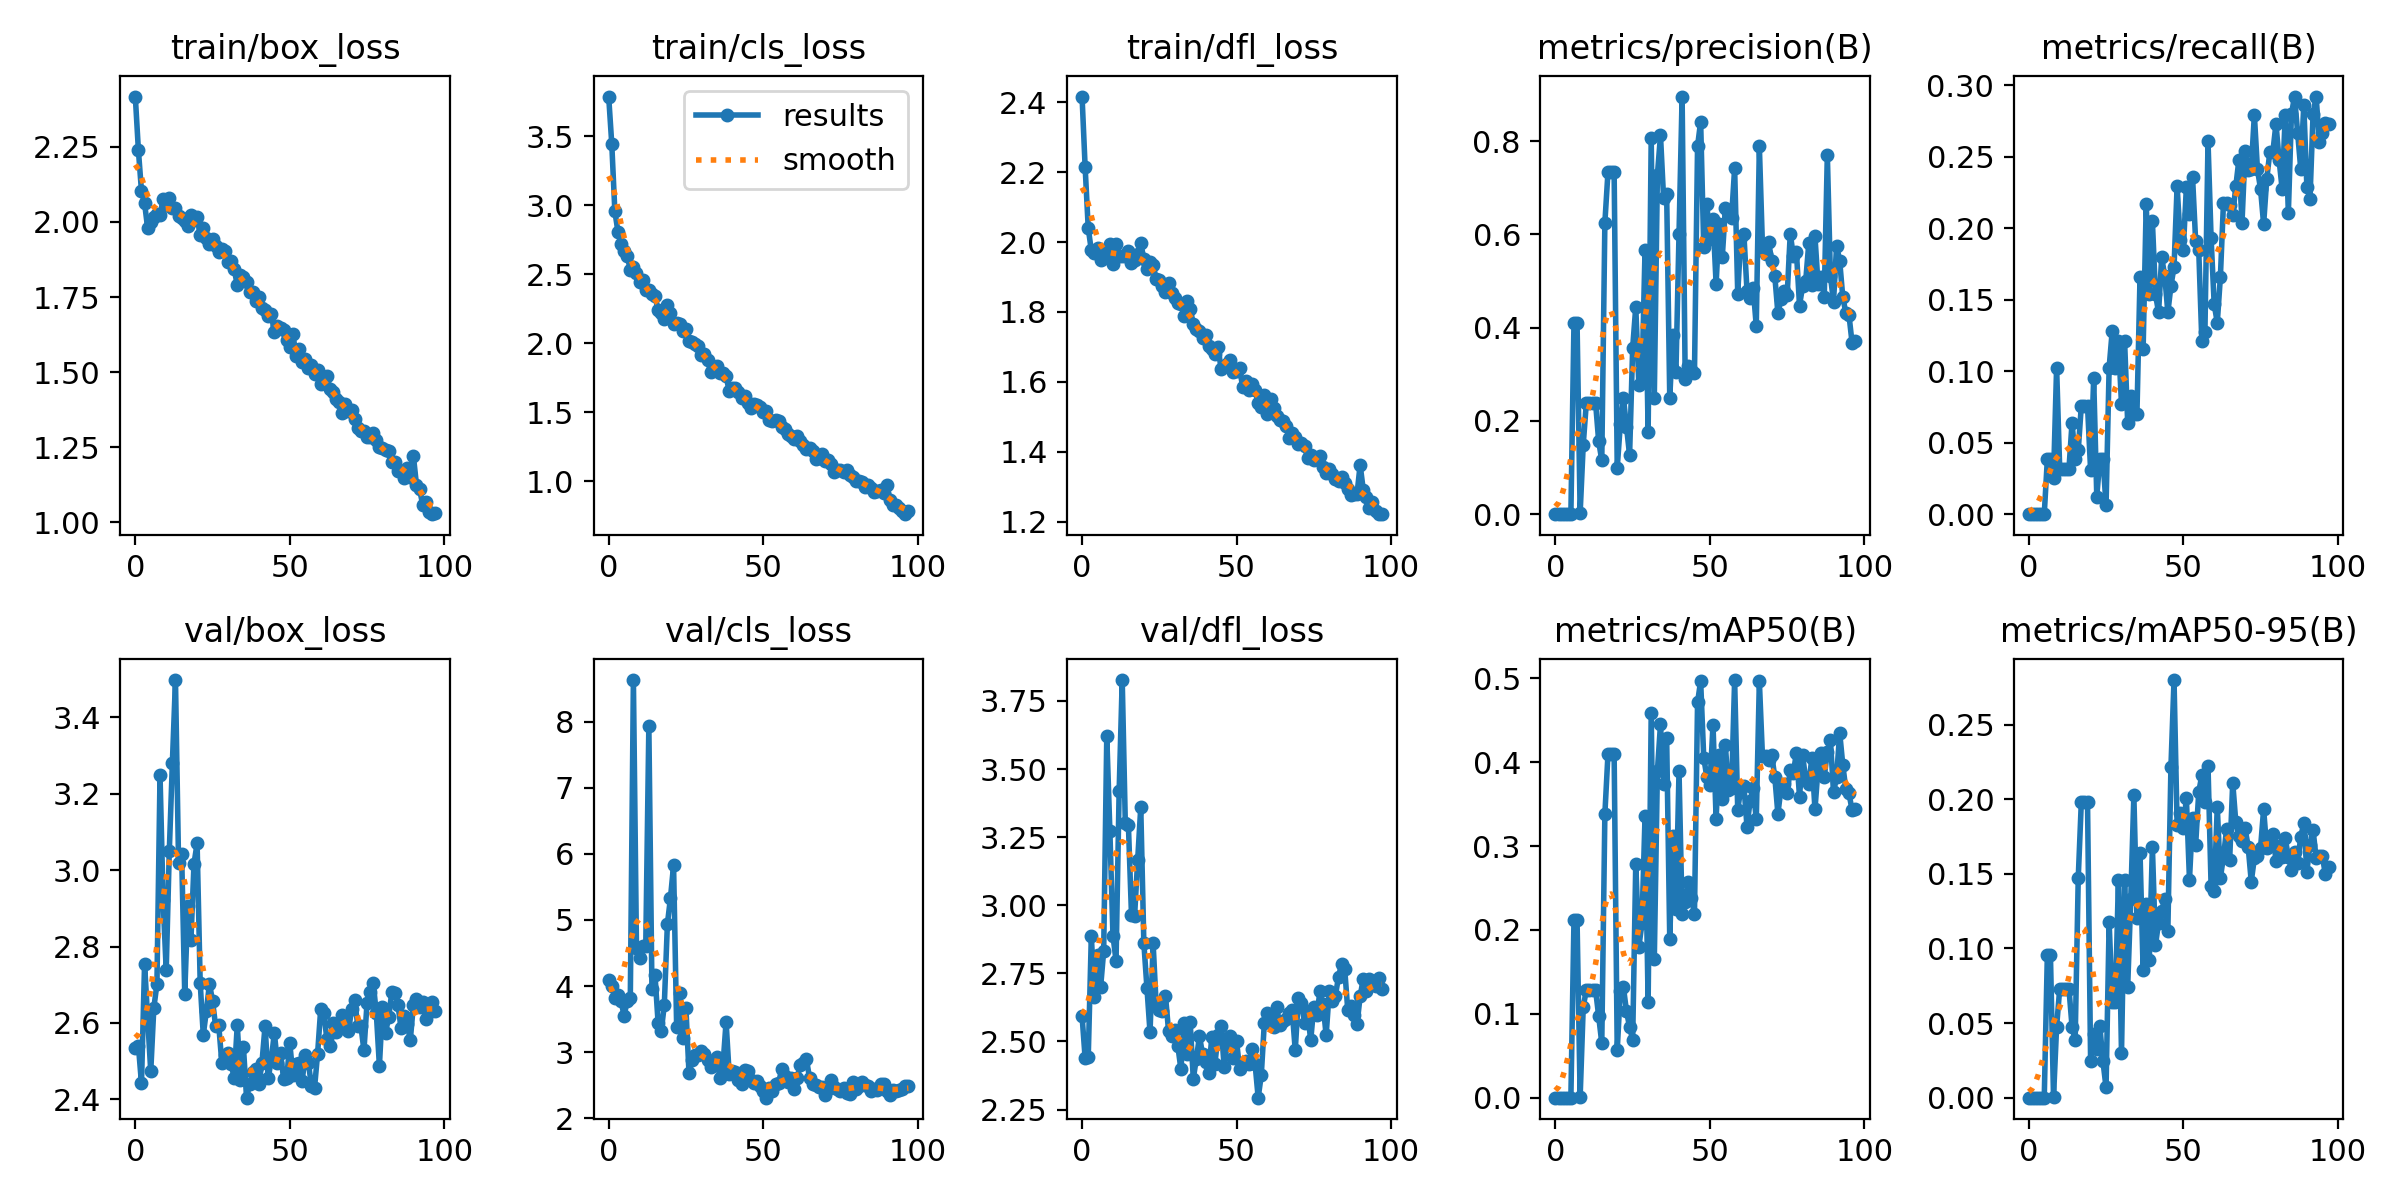 train/box_loss
2.25
2.00
1.75
1.50
1.25
1.00
0 50 100
train/cls_loss
results
smooth
3.5
3.0
2.5
2.0
1.5
1.0
0 50 100
train/dfl_loss
2.4
2.2
2.0
1.8
1.6
1.4
1.2
0 50 100
metrics/precision(B)
0.8
0.6
0.4
0.2
0.0
0 50 100
metrics/recall(B)
0.30
0.25
0.20
0.15
0.10
0.05
0.00
0 50 100
val/box_loss
3.4
3.2
3.0
2.8
2.6
2.4
0 50 100
val/cls_loss
8
7
6
5
4
3
2
0 50 100
val/dfl_loss
3.75
3.50
3.25
3.00
2.75
2.50
2.25
0 50 100
metrics/mAP50(B)
0.5
0.4
0.3
0.2
0.1
0.0
0 50 100
metrics/mAP50-95(B)
0.25
0.20
0.15
0.10
0.05
0.00
0 50 100